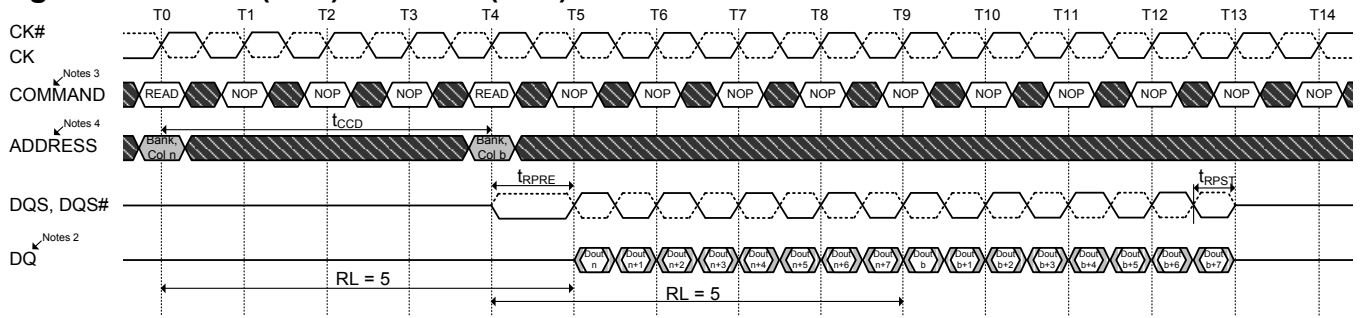 T0 T1 T2 T3 T4 T5 T6 T7 T8 T9 T10 T11 T12 T13 T14
CK#
CK
Notes 3
COMMAND READ NOP NOP NOP READ NOP NOP NOP NOP NOP NOP NOP NOP NOP NOP
tCCD
Notes 4
ADDRESS Bank, Col n Bank, Col b
tRPRE tRPST
DQS, DQS#
Notes 2
DQ Dout n Dout n+1 Dout n+2 Dout n+3 Dout n+4 Dout n+5 Dout n+6 Dout n+7 Dout b Dout b+1 Dout b+2 Dout b+3 Dout b+4 Dout b+5 Dout b+6 Dout b+7
RL = 5
RL = 5